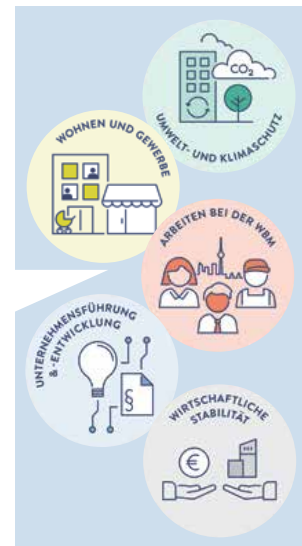 CO₂
UMWELT- UND KLIMASCHUTZ
WOHNEN UND GEWERBE
ARBEITEN BEI DER WBM
UNTERNEHMENSFÜHRUNG
& -ENTWICKLUNG
§
WIRTSCHAFTLICHE
STABILITÄT
€